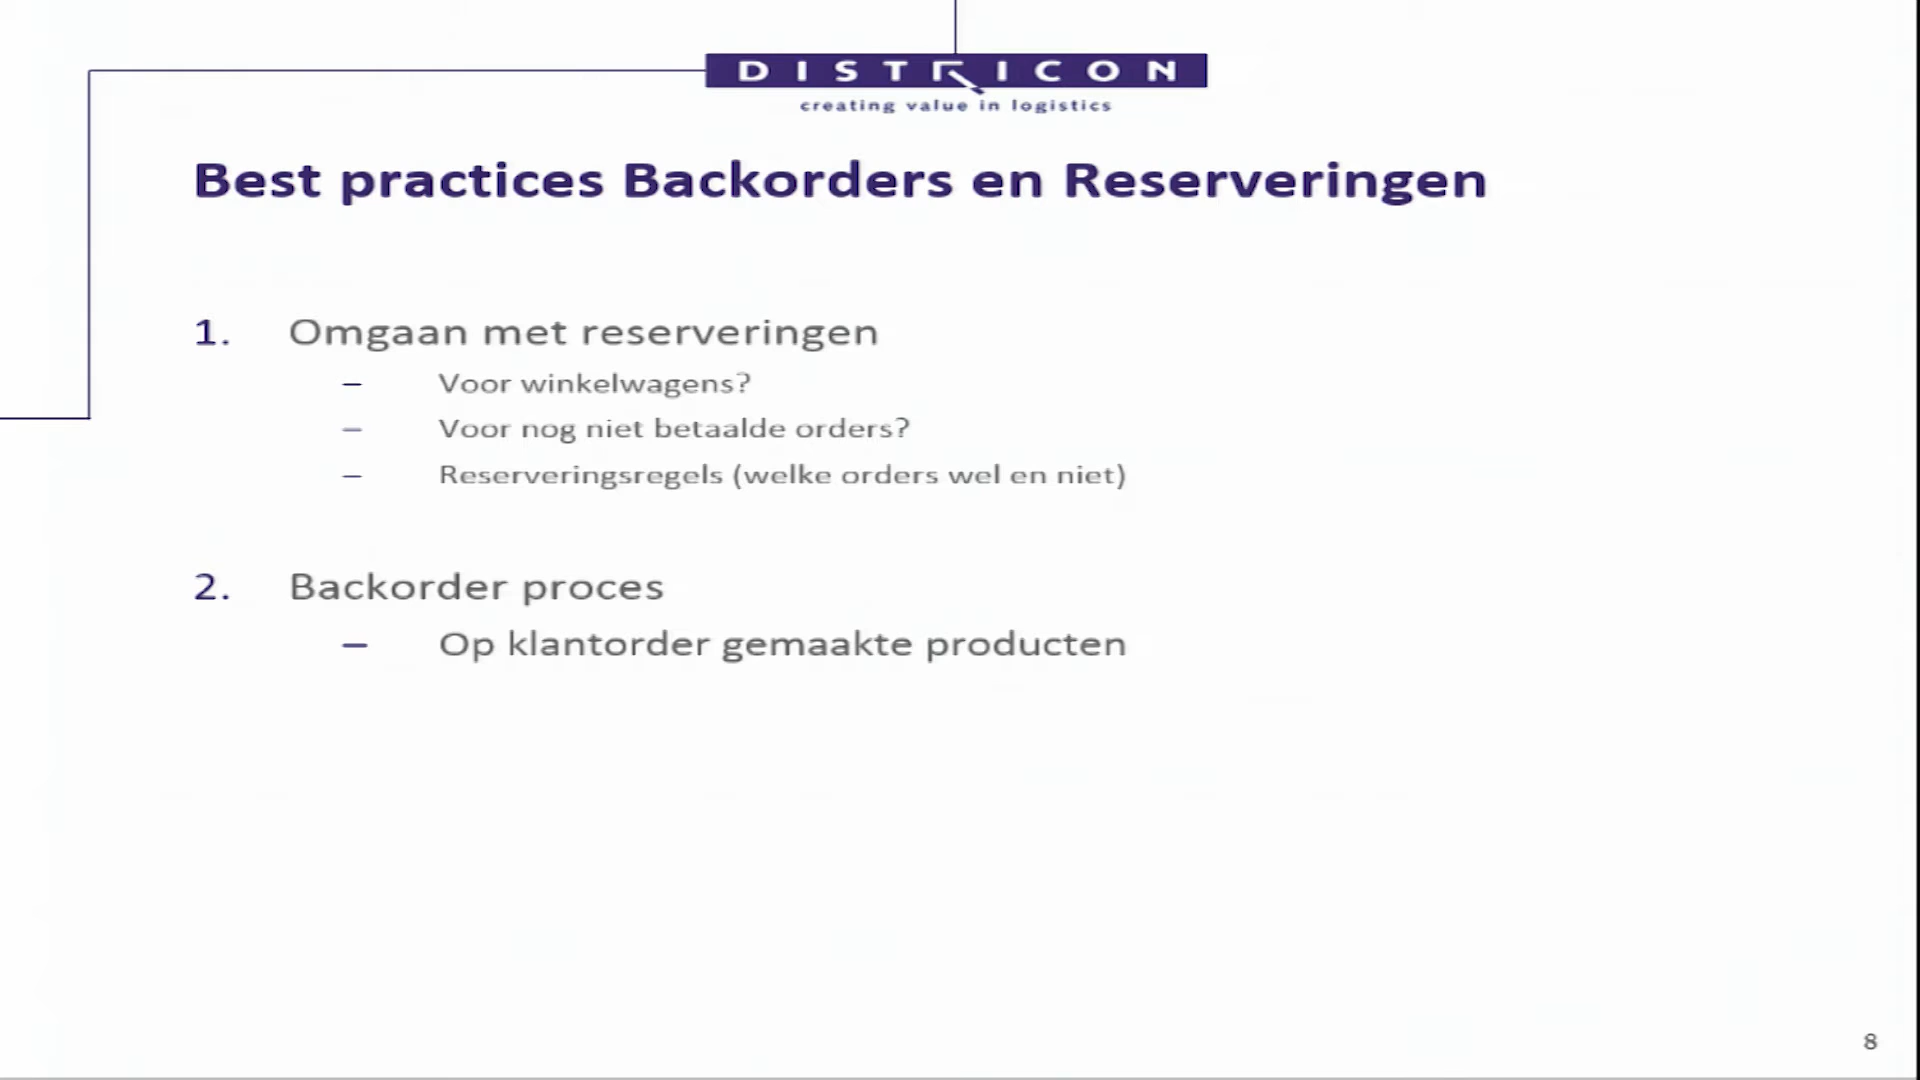 DISTRICON
creating value in logistics
Best practices Backorders en Reserveringen
1. Omgaan met reserveringen
– Voor winkelwagens?
– Voor nog niet betaalde orders?
– Reserveringsregels (welke orders wel en niet)
2. Backorder proces
– Op klantorder gemaakte producten
8